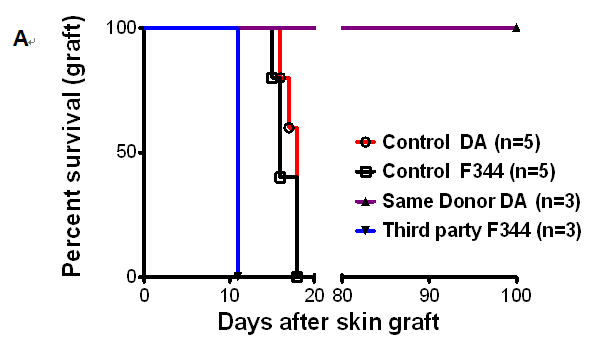 A
Percent survival (graft)
100
50
0
0 10 20 80 90 100
Days after skin graft
Control DA (n=5)
Control F344 (n=5)
Same Donor DA (n=3)
Third party F344 (n=3)